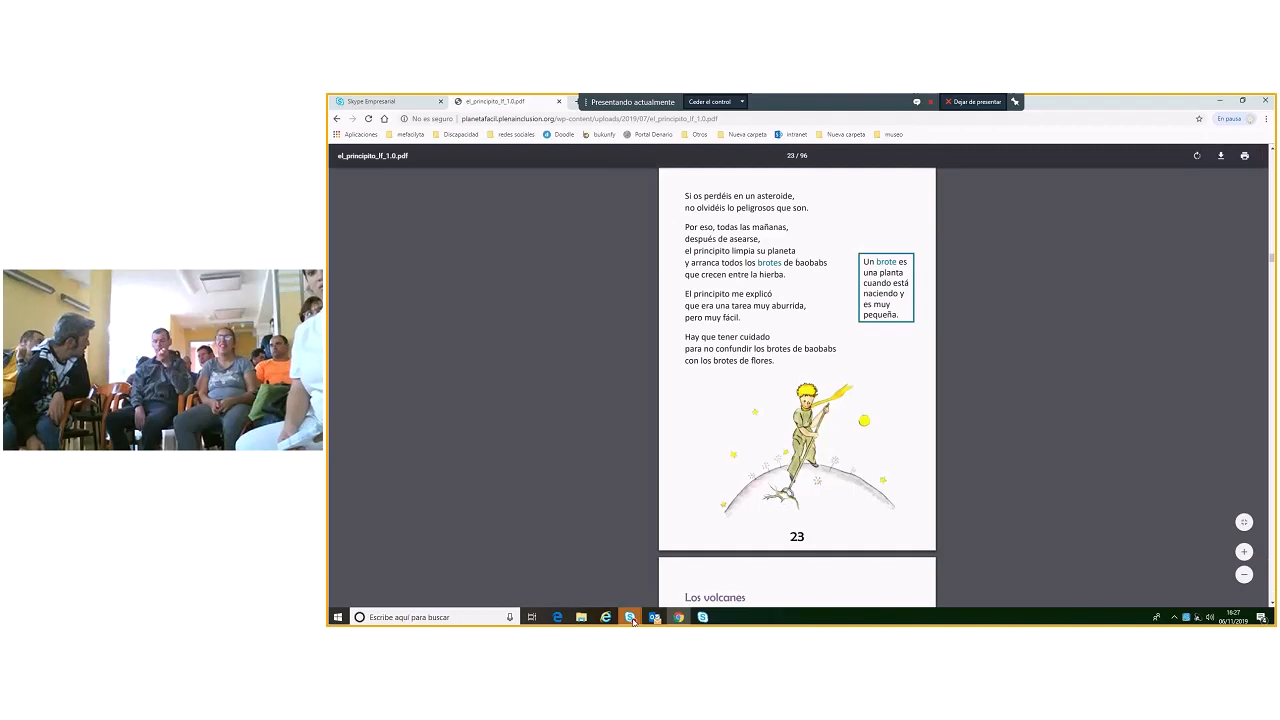 Skype Empresarial
el_principito_lf_1.0.pdf
Presentando actualmente
Ceder el control
Dejar de presentar
No es seguro
planetafacil.plenainclusion.org/wp-content/uploads/2019/07/el_principito_lf_1.0.pdf
En pausa
Aplicaciones
mefacilyta
Discapacidad
redes sociales
Doodle
bukunfy
Portal Denario
Otros
Nueva carpeta
intranet
Nueva carpeta
museo
el_principito_lf_1.0.pdf
23 / 96
Si os perdéis en un asteroide,
no olvidéis lo peligrosos que son.
Por eso, todas las mañanas,
después de asearse,
el principito limpia su planeta
y arranca todos los brotes de baobabs
que crecen entre la hierba.
Un brote es
una planta
cuando está
naciendo y
es muy
pequeña.
El principito me explicó
que era una tarea muy aburrida,
pero muy fácil.
Hay que tener cuidado
para no confundir los brotes de baobabs
con los brotes de flores.
23
Los volcanes
Escribe aquí para buscar
16:27
06/11/2019